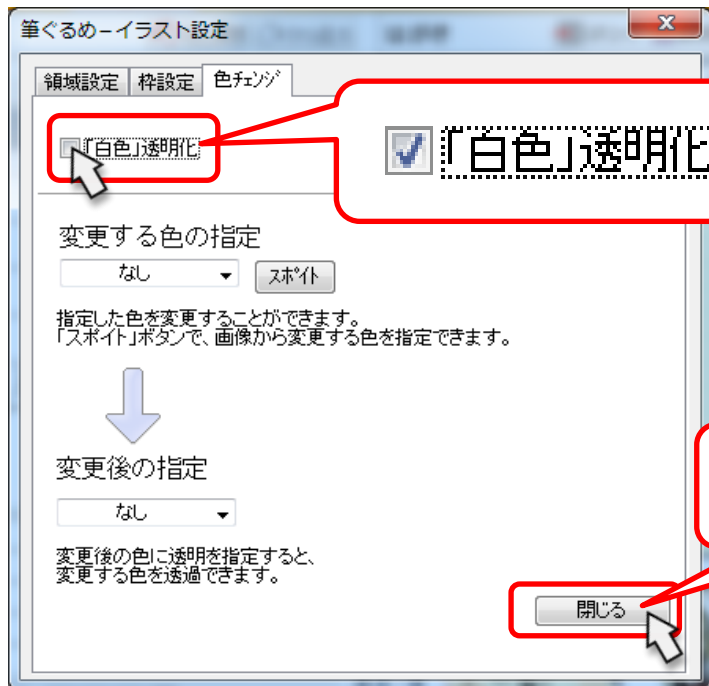 筆ぐるめ－イラスト設定
領域設定 枠設定 色チェンジ
「白色」透明化
「白色」透明化
変更する色の指定
なし スポイト
指定した色を変更することができます。
「スポイト」ボタンで、画像から変更する色を指定できます。
変更後の指定
なし
変更後の色に透明を指定すると、
変更する色を透過できます。
閉じる